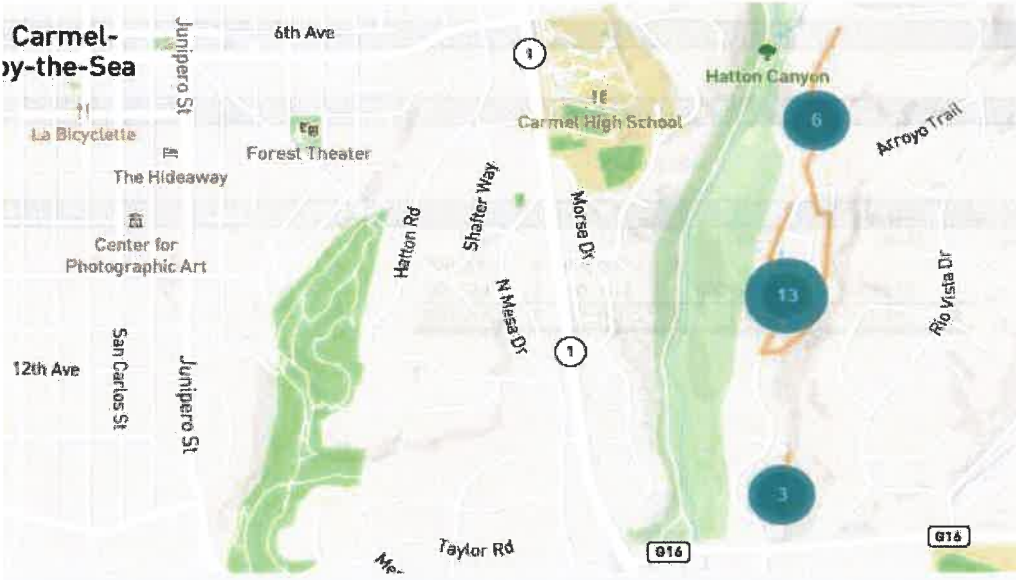 Carmel-
by-the-Sea
Junipero St
6th Ave
1
Hatton Canyon
La Bicyclette
Forest Theater
Carmel High School
6
Arroyo Trail
The Hideaway
Center for
Photographic Art
Hatton Rd
Shafter Way
Morse Dr
N Mesa Dr
13
Rio Vista Dr
12th Ave
San Carlos St
Junipero St
1
3
Taylor Rd
G16
G16